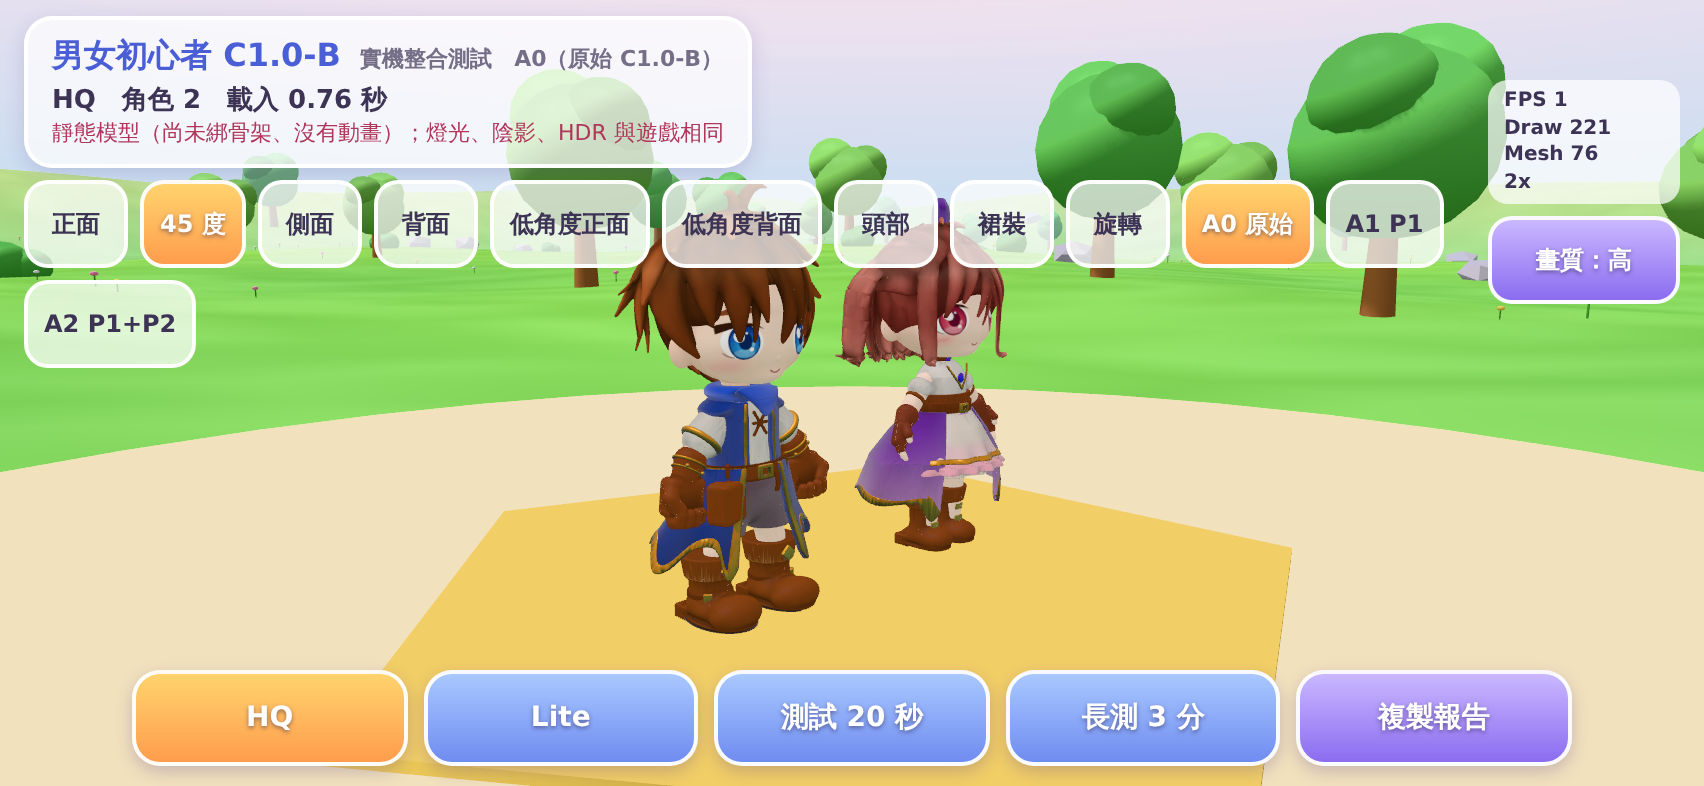 男女初心者 C1.0-B 實機整合測試 A0（原始 C1.0-B）
HQ 角色 2 載入 0.76 秒
靜態模型（尚未綁骨架、沒有動畫）；燈光、陰影、HDR 與遊戲相同
FPS 1
Draw 221
Mesh 76
2x
正面
45 度
側面
背面
低角度正面
低角度背面
頭部
裙裝
旋轉
A0 原始
A1 P1
畫質：高
A2 P1+P2
HQ
Lite
測試 20 秒
長測 3 分
複製報告